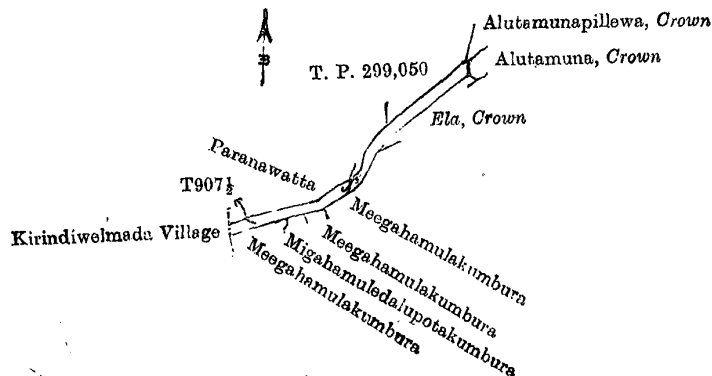 Alutamunapillewa, Crown
Alutamuna, Crown
T. P. 299,050
Ela, Crown
Paranawatta
T907½
Kirindiwelmada Village
Meegahamulakumbura
Meegahamulakumbura
Migahamuledalupotakumbura
Meegahamulakumbura